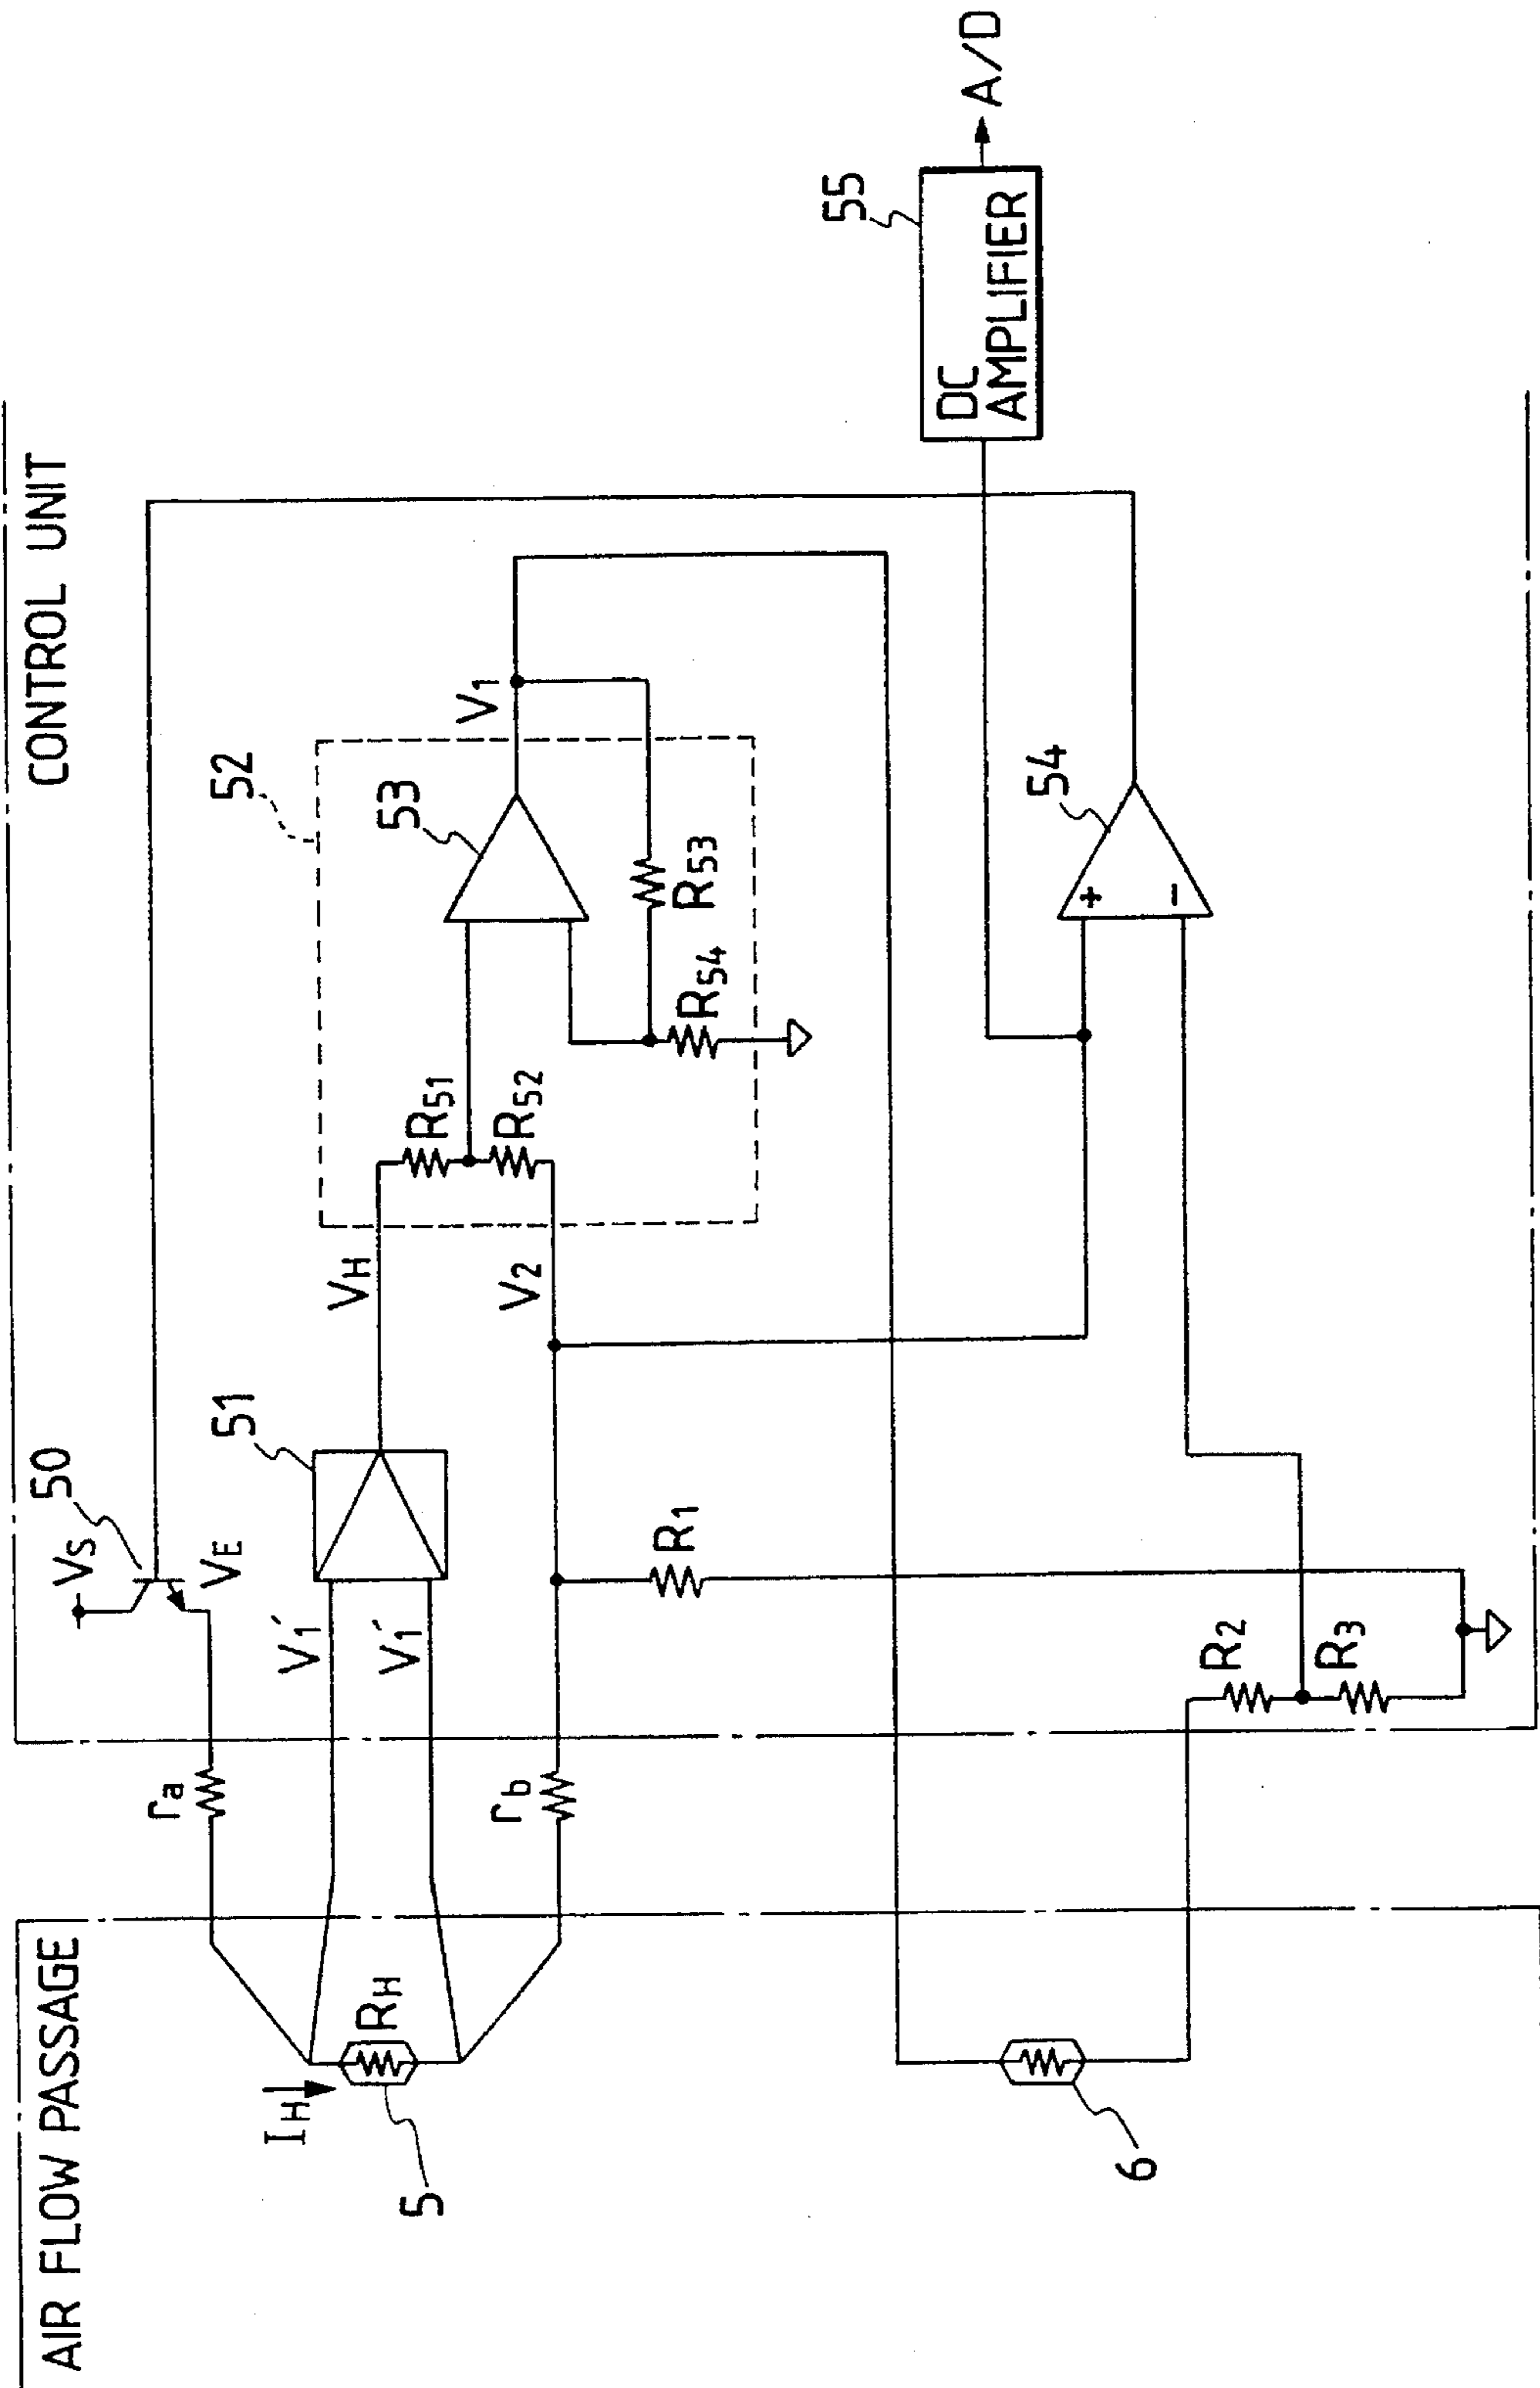 AIR FLOW PASSAGE
CONTROL UNIT
50
VS
VE
51
52
53
ra
V1´
V1´
VH
V2
V1
R51
R52
R53
R54
IH
RH
5
rb
R1
54
+
−
55
DC
AMPLIFIER
A/D
6
R2
R3